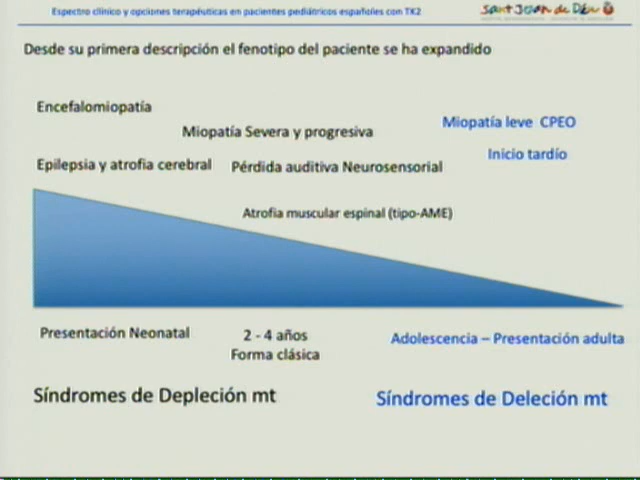 Espectro clínico y opciones terapéuticas en pacientes pediátricos españoles con TK2
Sant Joan de Déu
Desde su primera descripción el fenotipo del paciente se ha expandido
Encefalomiopatía
Miopatía Severa y progresiva
Miopatía leve CPEO
Inicio tardío
Epilepsia y atrofia cerebral
Pérdida auditiva Neurosensorial
Atrofia muscular espinal (tipo-AME)
Presentación Neonatal
2 - 4 años
Forma clásica
Adolescencia – Presentación adulta
Síndromes de Depleción mt
Síndromes de Deleción mt